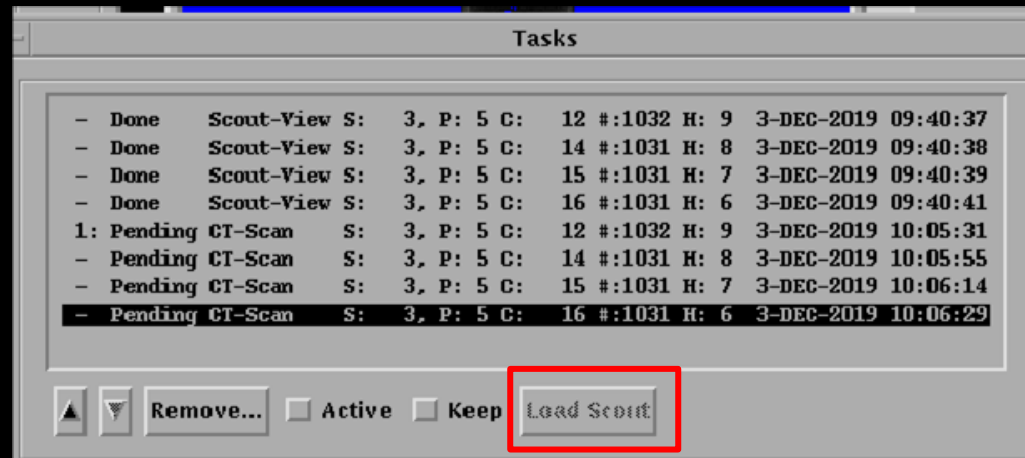 Tasks
– Done Scout-View S: 3, P: 5 C: 12 #:1032 H: 9 3-DEC-2019 09:40:37
– Done Scout-View S: 3, P: 5 C: 14 #:1031 H: 8 3-DEC-2019 09:40:38
– Done Scout-View S: 3, P: 5 C: 15 #:1031 H: 7 3-DEC-2019 09:40:39
– Done Scout-View S: 3, P: 5 C: 16 #:1031 H: 6 3-DEC-2019 09:40:41
1: Pending CT-Scan S: 3, P: 5 C: 12 #:1032 H: 9 3-DEC-2019 10:05:31
– Pending CT-Scan S: 3, P: 5 C: 14 #:1031 H: 8 3-DEC-2019 10:05:55
– Pending CT-Scan S: 3, P: 5 C: 15 #:1031 H: 7 3-DEC-2019 10:06:14
– Pending CT-Scan S: 3, P: 5 C: 16 #:1031 H: 6 3-DEC-2019 10:06:29
Remove... Active Keep Load Scout